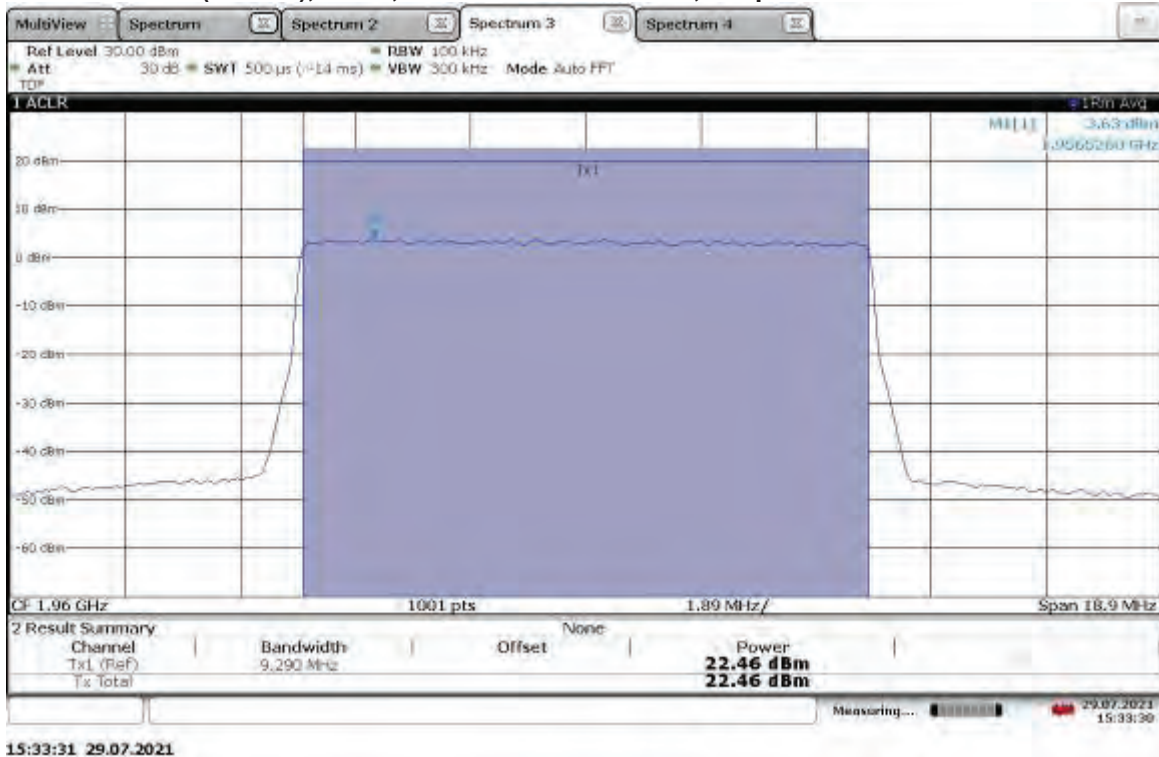 MultiView Spectrum Spectrum 2 Spectrum 3 Spectrum 4
Ref Level 30.00 dBm RBW 100 kHz
Att 30 dB SWT 500 µs (~14 ms) VBW 300 kHz Mode Auto FFT
TDF
1 ACLR 1Rm Avg
M1[1] 3.63 dBm
1.9565260 GHz
20 dBm
Tx1
10 dBm
0 dBm
-10 dBm
-20 dBm
-30 dBm
-40 dBm
-50 dBm
-60 dBm
CF 1.96 GHz 1001 pts 1.89 MHz/ Span 18.9 MHz
2 Result Summary None
Channel Bandwidth Offset Power
Tx1 (Ref) 9.290 MHz 22.46 dBm
Tx Total 22.46 dBm
Measuring... 29.07.2021
15:33:30
15:33:31 29.07.2021